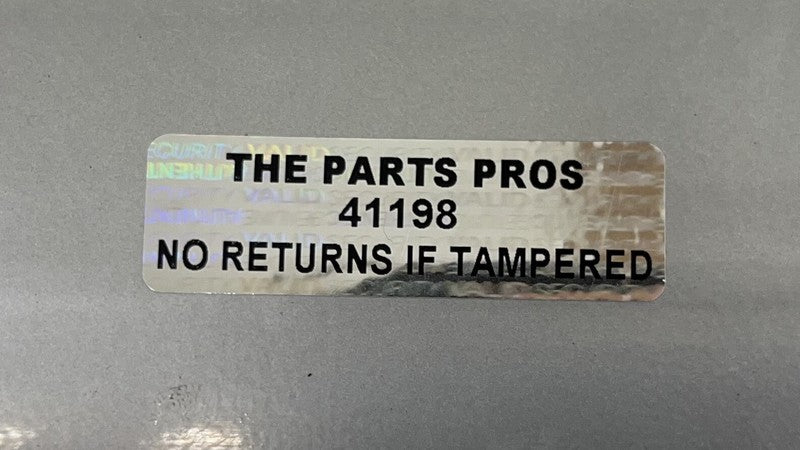 THE PARTS PROS
41198
NO RETURNS IF TAMPERED